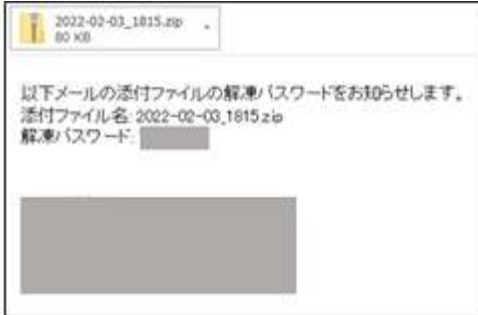 2022-02-03_1815.zip
80 KB
以下メールの添付ファイルの解凍パスワードをお知らせします。
添付ファイル名: 2022-02-03_1815.zip
解凍パスワード: